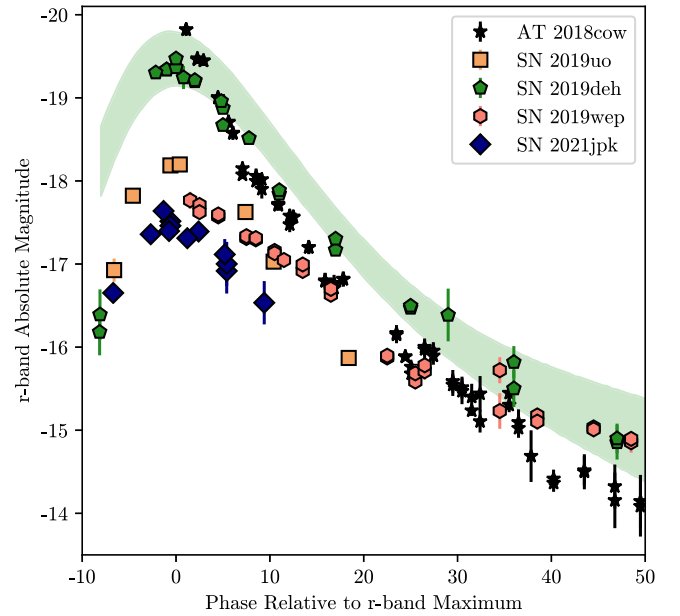 -20
-19
-18
-17
-16
-15
-14
r-band Absolute Magnitude
AT 2018cow
SN 2019uo
SN 2019deh
SN 2019wep
SN 2021jpk
-10
0
10
20
30
40
50
Phase Relative to r-band Maximum